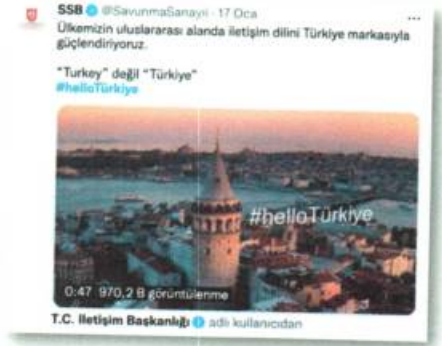 SSB @SavunmaSanayii · 17 Oca
Ülkemizin uluslararası alanda iletişim dilini Türkiye markasıyla
güçlendiriyoruz.
"Turkey" değil "Türkiye"
#helloTürkiye
#helloTürkiye
0:47 970,2 B görüntülenme
T.C. İletişim Başkanlığı adlı kullanıcıdan